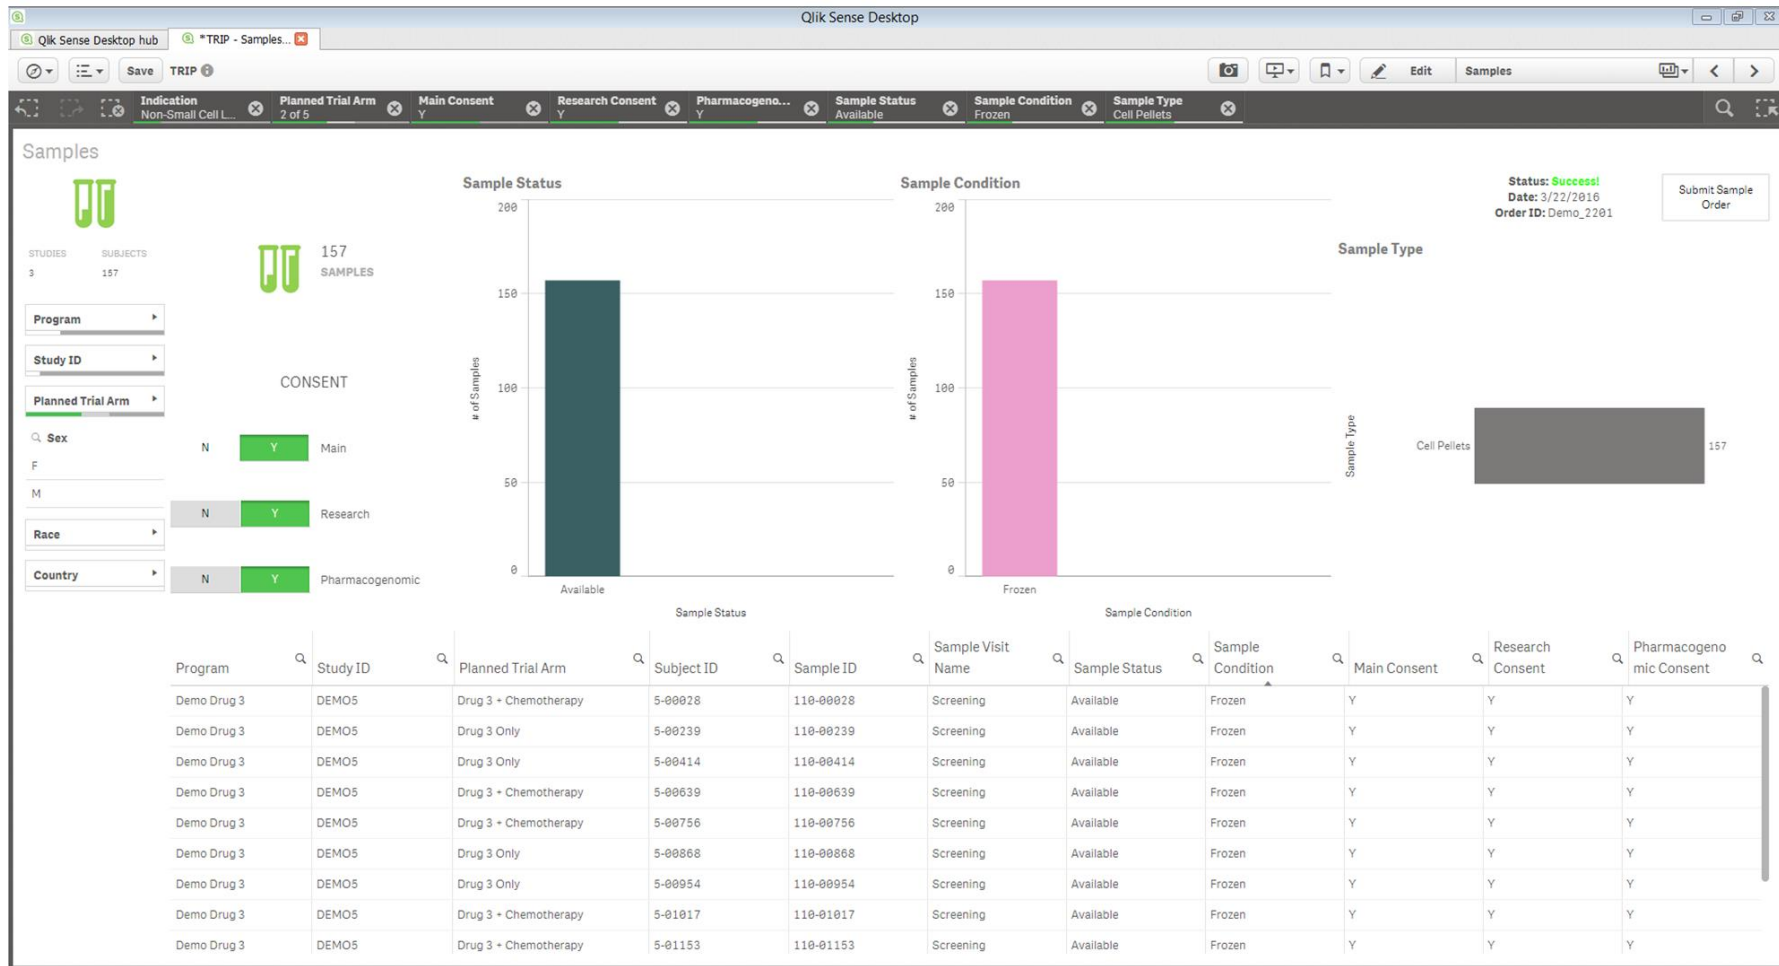 Qlik Sense Desktop
Qlik Sense Desktop hub
*TRIP - Samples...
Save
TRIP
Edit
Samples
Indication
Non-Small Cell L...
Planned Trial Arm
2 of 5
Main Consent
Y
Research Consent
Y
Pharmacogeno...
Y
Sample Status
Available
Sample Condition
Frozen
Sample Type
Cell Pellets
Samples
STUDIES SUBJECTS
3 157
157
SAMPLES
Program
Study ID
Planned Trial Arm
Sex
F
M
Race
Country
CONSENT
N Y Main
N Y Research
N Y Pharmacogenomic
Sample Status
200
150
100
50
0
# of Samples
Available
Sample Status
Sample Condition
200
150
100
50
0
# of Samples
Frozen
Sample Condition
Status: Success!
Date: 3/22/2016
Order ID: Demo_2201
Submit Sample
Order
Sample Type
Sample Type
Cell Pellets 157
Program Study ID Planned Trial Arm Subject ID Sample ID Sample Visit Name Sample Status Sample Condition Main Consent Research Consent Pharmacogeno mic Consent
Demo Drug 3 DEMO5 Drug 3 + Chemotherapy 5-00028 110-00028 Screening Available Frozen Y Y Y
Demo Drug 3 DEMO5 Drug 3 Only 5-00239 110-00239 Screening Available Frozen Y Y Y
Demo Drug 3 DEMO5 Drug 3 Only 5-00414 110-00414 Screening Available Frozen Y Y Y
Demo Drug 3 DEMO5 Drug 3 + Chemotherapy 5-00639 110-00639 Screening Available Frozen Y Y Y
Demo Drug 3 DEMO5 Drug 3 + Chemotherapy 5-00756 110-00756 Screening Available Frozen Y Y Y
Demo Drug 3 DEMO5 Drug 3 Only 5-00868 110-00868 Screening Available Frozen Y Y Y
Demo Drug 3 DEMO5 Drug 3 Only 5-00954 110-00954 Screening Available Frozen Y Y Y
Demo Drug 3 DEMO5 Drug 3 + Chemotherapy 5-01017 110-01017 Screening Available Frozen Y Y Y
Demo Drug 3 DEMO5 Drug 3 + Chemotherapy 5-01153 110-01153 Screening Available Frozen Y Y Y